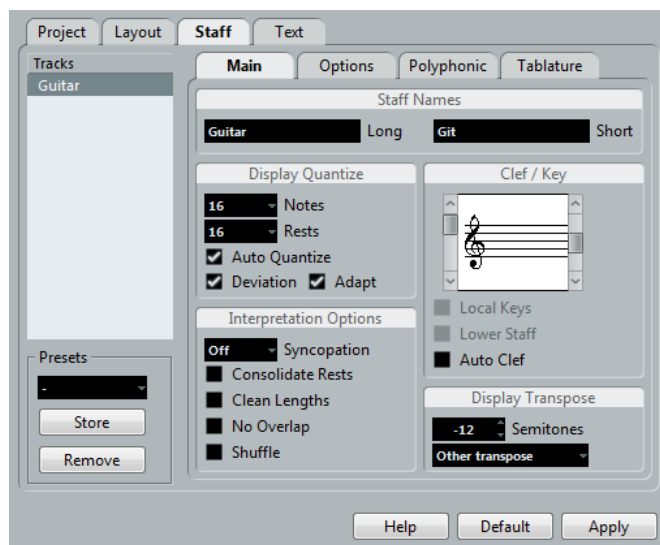 Project Layout Staff Text
Tracks
Guitar
Main Options Polyphonic Tablature
Staff Names
Guitar Long Git Short
Display Quantize
16 Notes
16 Rests
Auto Quantize
Deviation Adapt
Clef / Key
Local Keys
Lower Staff
Auto Clef
Interpretation Options
Off Syncopation
Consolidate Rests
Clean Lengths
No Overlap
Shuffle
Display Transpose
-12 Semitones
Other transpose
Presets
-
Store
Remove
Help Default Apply